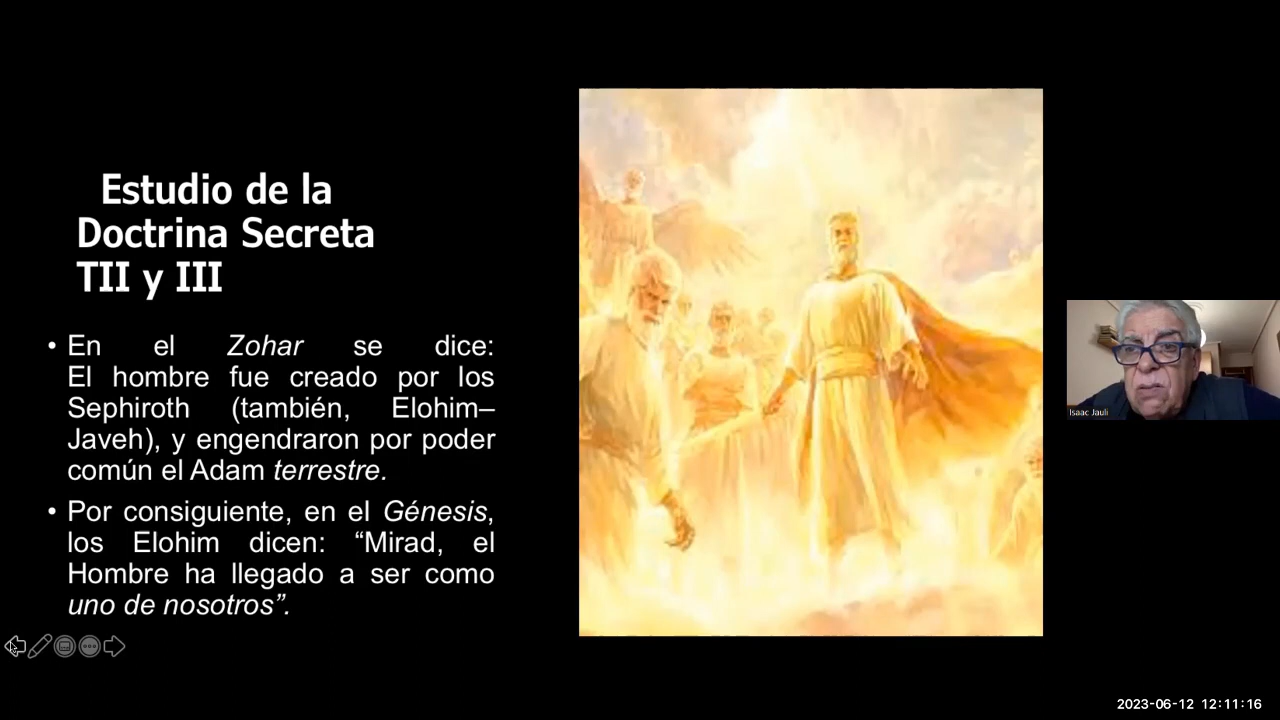 Estudio de la
Doctrina Secreta
TII y III
• En el Zohar se dice:
El hombre fue creado por los
Sephiroth (también, Elohim–
Javeh), y engendraron por poder
común el Adam terrestre.
• Por consiguiente, en el Génesis,
los Elohim dicen: “Mirad, el
Hombre ha llegado a ser como
uno de nosotros”.
Isaac Jauli
2023-06-12 12:11:16